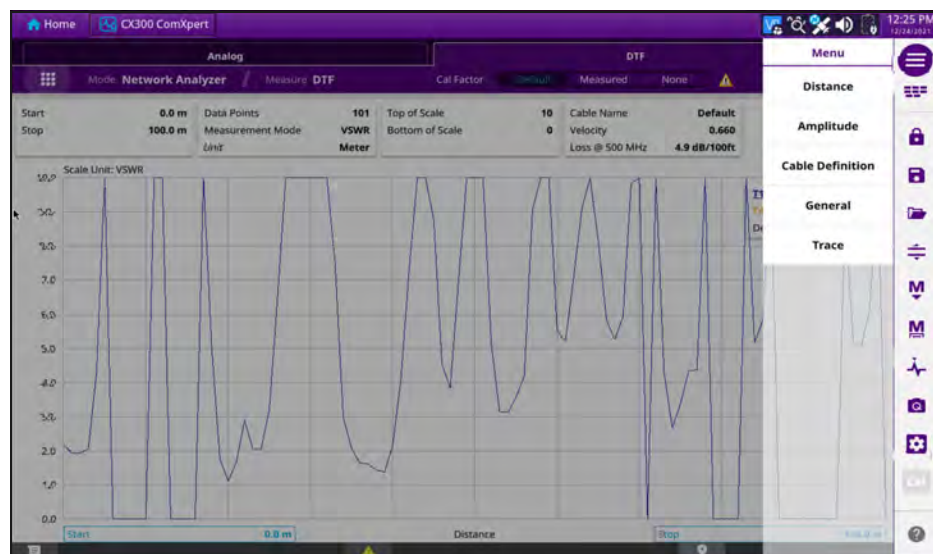 Home CX300 ComXpert 12:25 PM
12/24/2021
Analog DTF Menu
Mode Network Analyzer / Measure DTF Cal Factor Default Measured None
Distance
Start 0.0 m Data Points 101 Top of Scale 10 Cable Name Default
Stop 100.0 m Measurement Mode VSWR Bottom of Scale 0 Velocity 0.660
Unit Meter Loss @ 500 MHz 4.9 dB/100ft
Amplitude
Cable Definition
General
Trace
Scale Unit: VSWR
10.0
7.0
6.0
5.0
4.0
3.0
2.0
1.0
0.0
M
M
Start 0.0 m Distance Stop
Cal